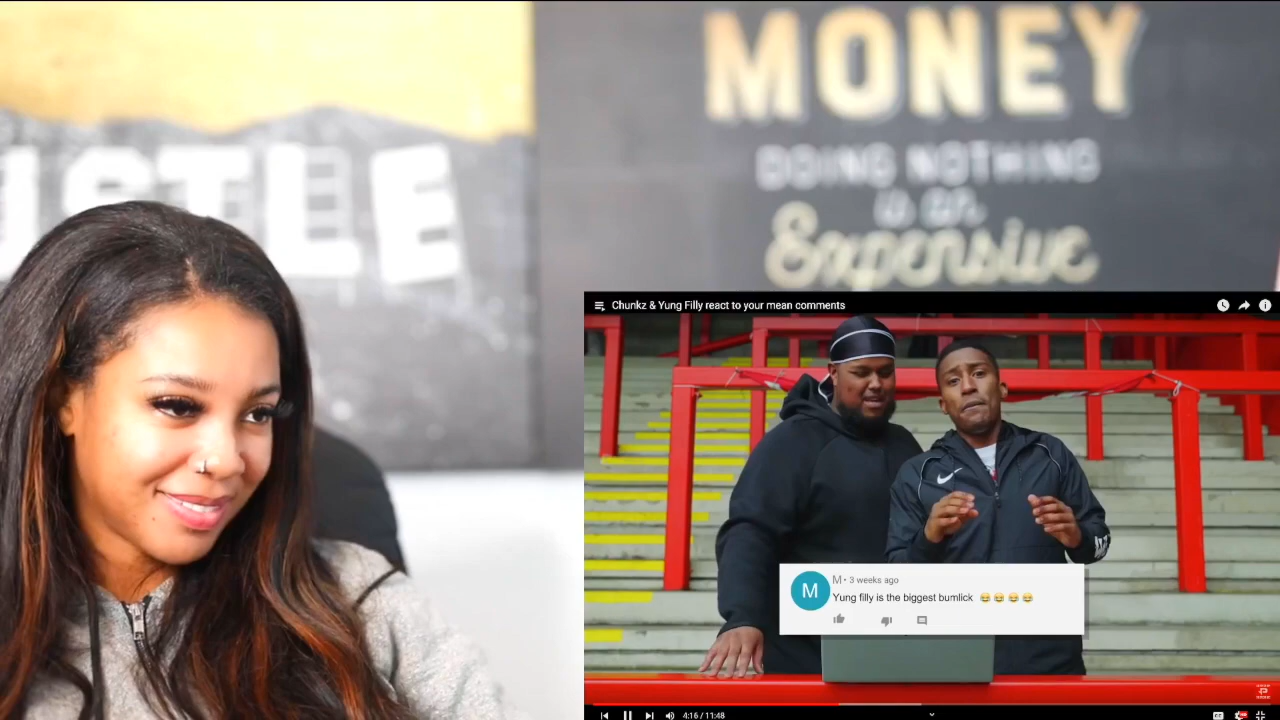 MONEY
USTLE
DOING NOTHING
is an
Expensive
Chunkz & Yung Filly react to your mean comments
M
M • 3 weeks ago
Yung filly is the biggest bumlick 😂😂😂😂
4:16 / 11:48